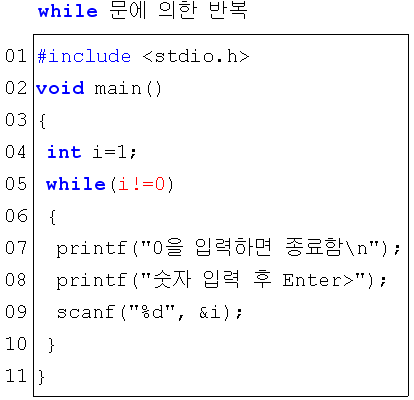 while 문에 의한 반복
01 #include <stdio.h>
02 void main()
03 {
04 int i=1;
05 while(i!=0)
06 {
07 printf("0을 입력하면 종료함\n");
08 printf("숫자 입력 후 Enter>");
09 scanf("%d", &i);
10 }
11 }